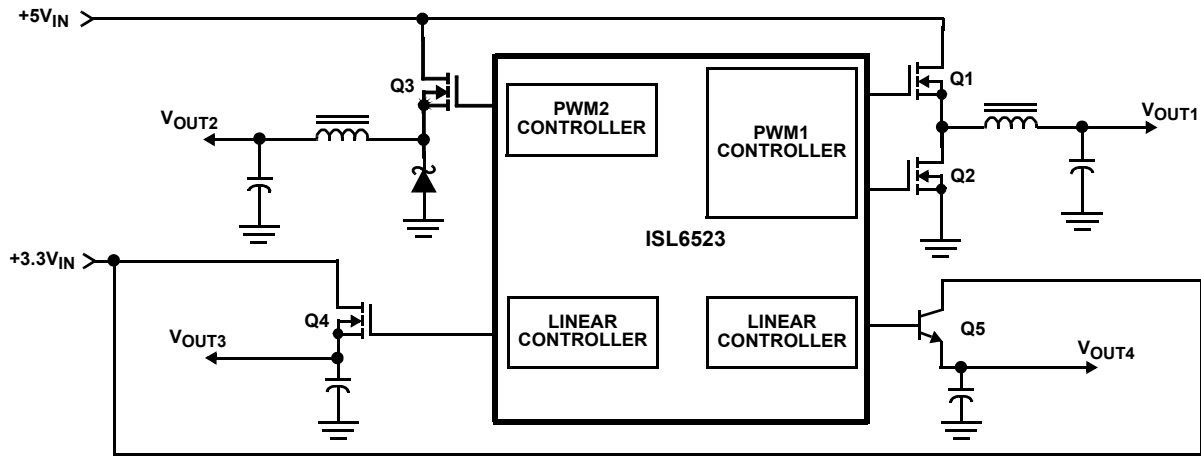 +5VIN
Q3
Q1
PWM2
CONTROLLER
PWM1
CONTROLLER
VOUT2
VOUT1
Q2
ISL6523
+3.3VIN
Q4
LINEAR
CONTROLLER
LINEAR
CONTROLLER
Q5
VOUT3
VOUT4